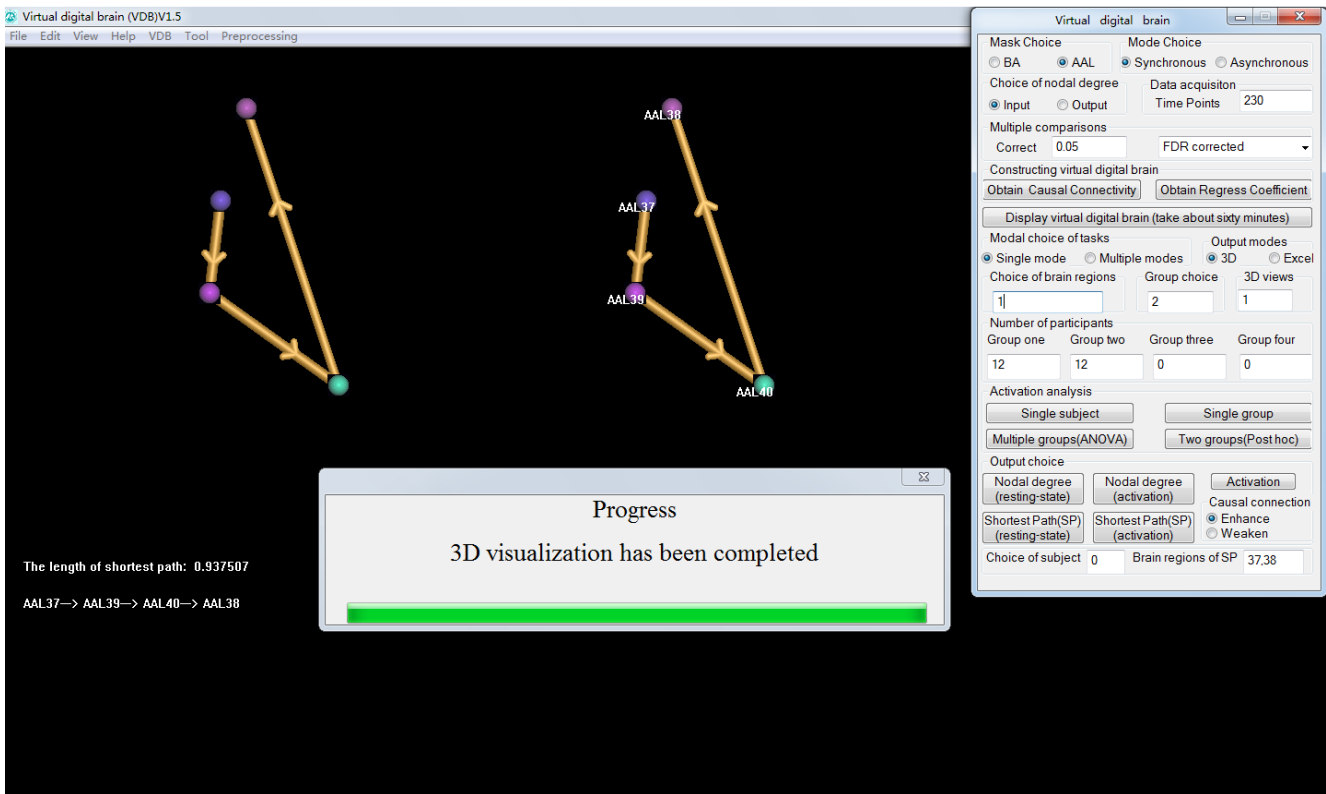 Virtual digital brain (VDB)V1.5
File Edit View Help VDB Tool Preprocessing
AAL38
AAL37
AAL39
AAL40
The length of shortest path: 0.937507
AAL37—> AAL39—> AAL40—> AAL38
Progress
3D visualization has been completed
Virtual digital brain
Mask Choice Mode Choice
BA AAL Synchronous Asynchronous
Choice of nodal degree Data acquisiton
Input Output Time Points 230
Multiple comparisons
Correct 0.05 FDR corrected
Constructing virtual digital brain
Obtain Causal Connectivity Obtain Regress Coefficient
Display virtual digital brain (take about sixty minutes)
Modal choice of tasks Output modes
Single mode Multiple modes 3D Excel
Choice of brain regions Group choice 3D views
1 2 1
Number of participants
Group one Group two Group three Group four
12 12 0 0
Activation analysis
Single subject Single group
Multiple groups(ANOVA) Two groups(Post hoc)
Output choice
Nodal degree (resting-state) Nodal degree (activation) Activation
Causal connection
Shortest Path(SP) (resting-state) Shortest Path(SP) (activation) Enhance
Weaken
Choice of subject 0 Brain regions of SP 37,38